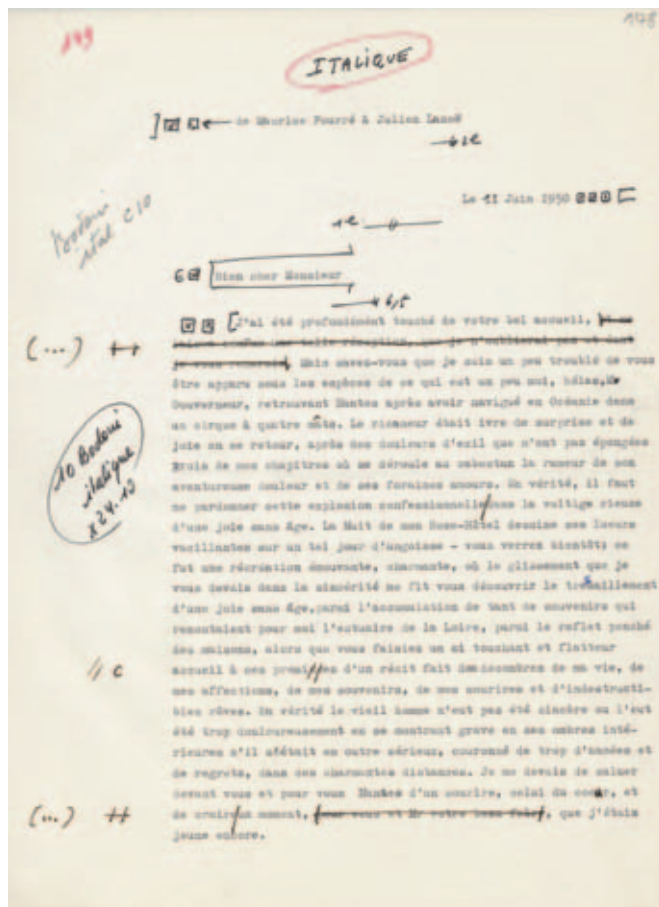 149
148
ITALIQUE
de Maurice Fourré à Julien Lanoë
Bodoni
ital C10
Le 11 Juin 1950
Bien cher Monsieur
J'ai été profondément touché de votre bel accueil,
(...)
Mais savez-vous que je suis un peu troublé de vous
être apparu sous les espèces de ce qui est un peu moi, hélas, Mr
Gouverneur, retrouvant Nantes après avoir navigué en Océanie dans
un cirque à quatre mâts. Le ricaneur était ivre de surprise et de
joie en ce retour, après des douleurs d'exil que n'ont pas épongées
trois de mes chapitres où se déroule au cabestan la rumeur de son
aventureuse douleur et de ses foraines amours. En vérité, il faut
me pardonner cette explosion confessionnelle dans la voltige rieuse
d'une joie sans âge. La Nuit de mon Rose-Hôtel dessine ses lueurs
vacillantes sur un tel jour d'angoisse - vous verrez bientôt; ce
fut une récréation émouvante, charmante, où le glissement que je
vous devais dans la sincérité me fit vous découvrir le
d'une joie sans âge, parmi l'accumulation de tant de souvenirs qui
remontaient pour moi l'estuaire de la Loire, parmi le reflet penché
des maisons, alors que vous faisiez un si touchant et flatteur
accueil à ces d'un récit fait des décombres de ma vie, de
mes affections, de mes souvenirs, de mes sourires et d'indestructi-
bles rêves. En vérité le vieil homme n'eut pas été sincère ou l'eut
été trop douloureusement en se montrant grave en ses ombres inté-
rieures s'il s'était en outre sérieux, couronné de trop d'années et
de regrets, dans des charmantes distances. Je me devais de saluer
devant vous et pour vous Nantes d'un sourire, celui du coeur, et
de croire un moment, que j'étais
jeune encore.
10 Bodoni
italique
x 24.12
// c
(...)